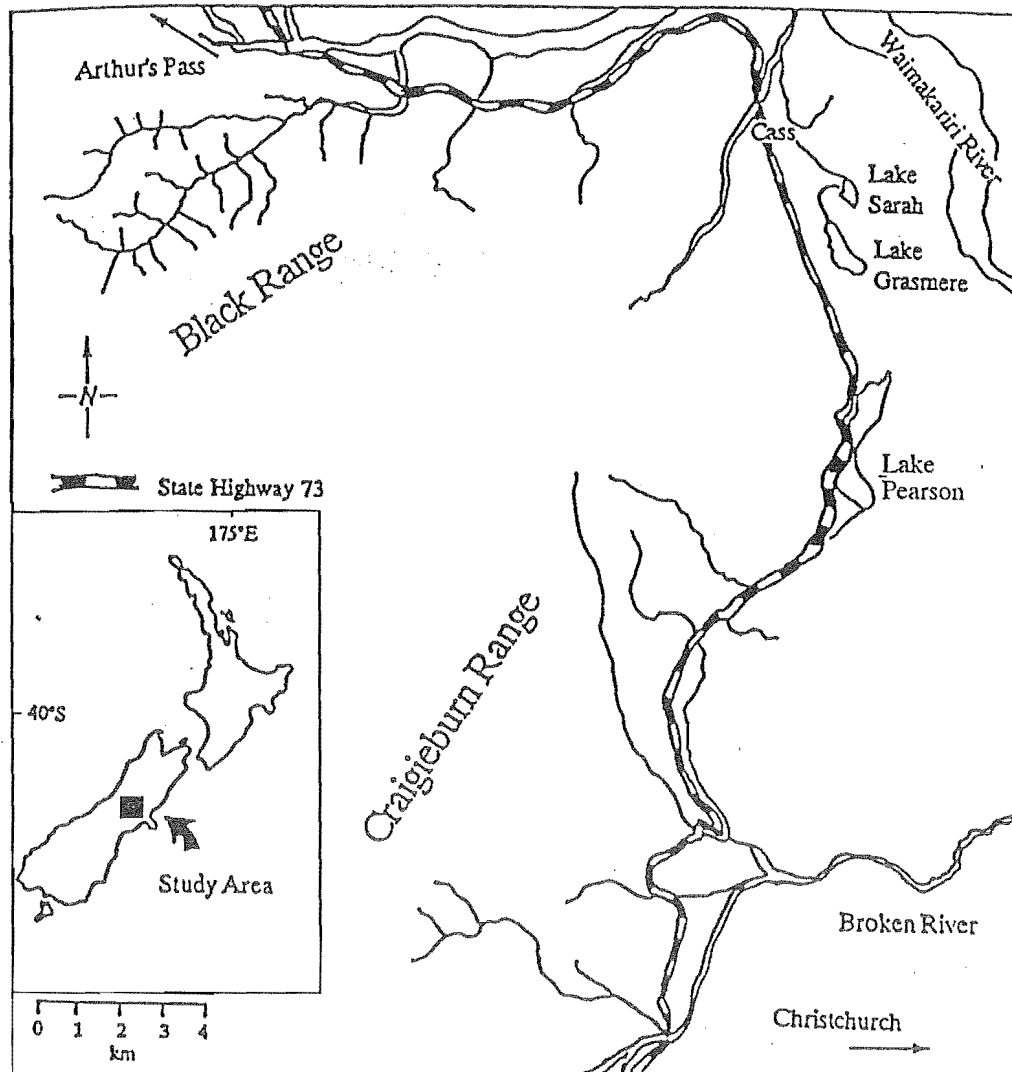 Arthur's Pass
Waimakariri River
Cass
Lake
Sarah
Lake
Grasmere
Black Range
N
State Highway 73
Lake
Pearson
175°E
40°S
Craigieburn Range
Study Area
Broken River
0 1 2 3 4
km
Christchurch